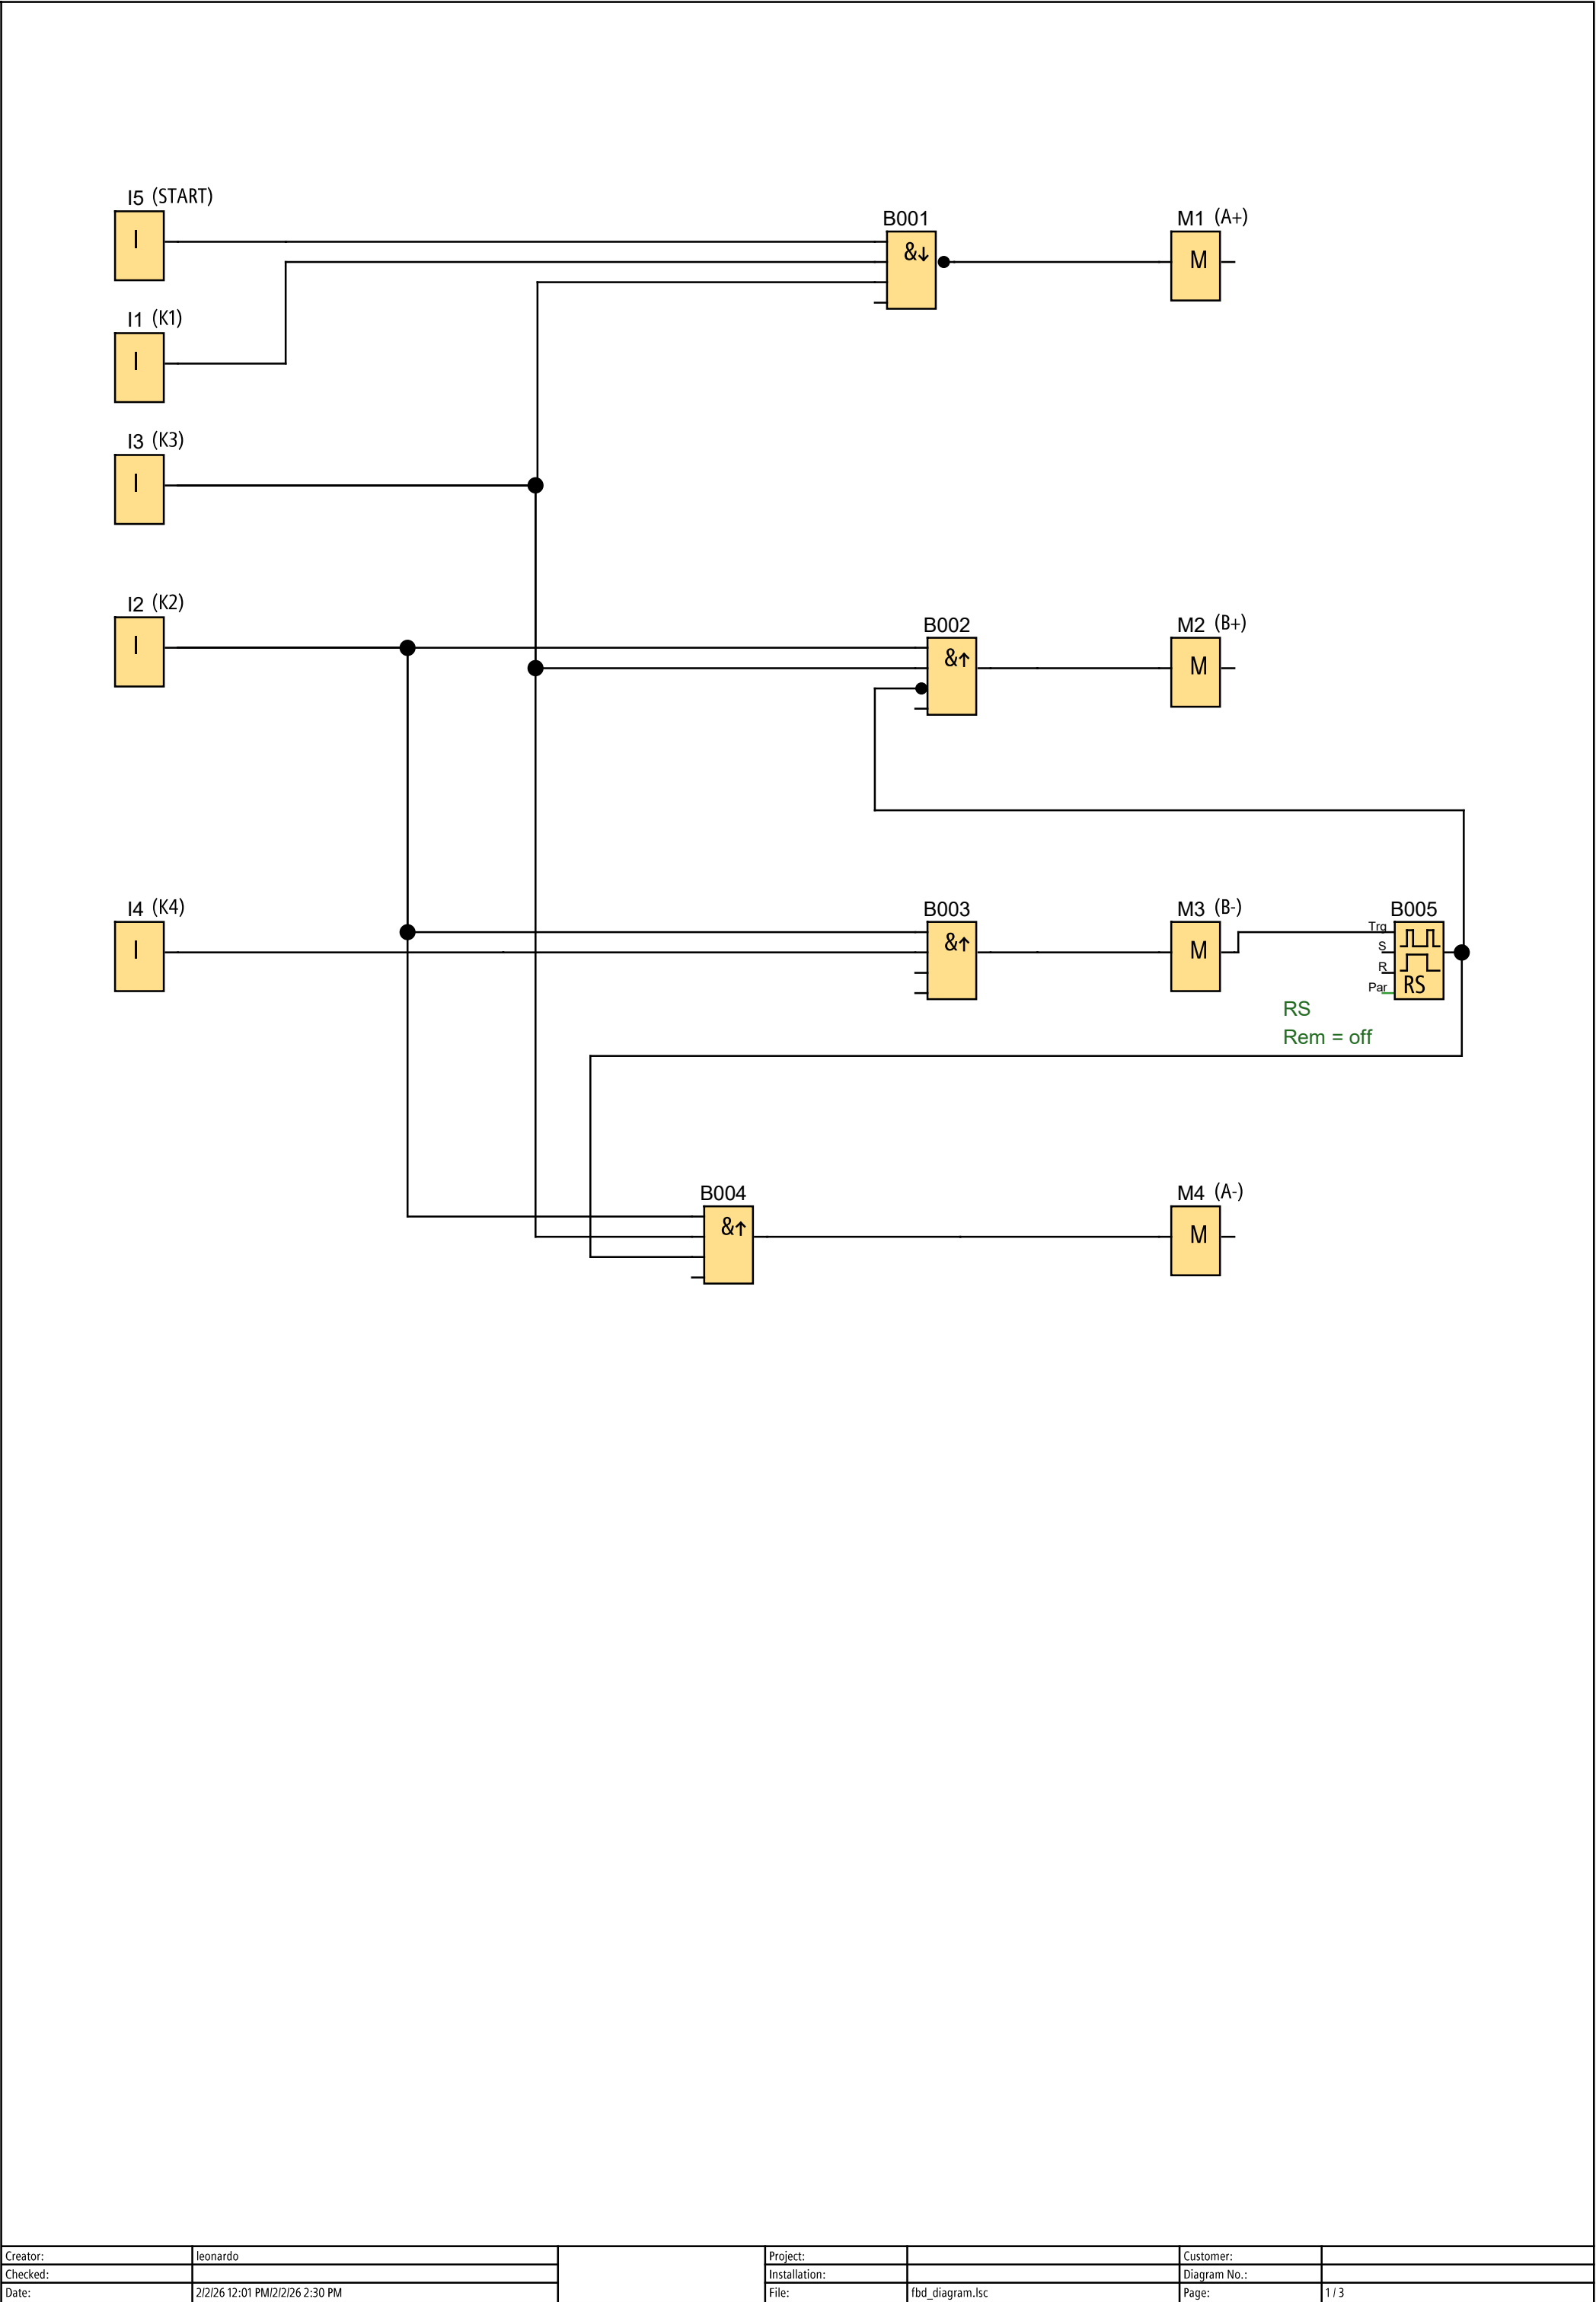 I5 (START)
I
B001
&↓
M1 (A+)
M
I1 (K1)
I
I3 (K3)
I
I2 (K2)
I
B002
&↑
M2 (B+)
M
I4 (K4)
I
B003
&↑
M3 (B-)
M
B005
Trg
S
R
Par
RS
RS
Rem = off
B004
&↑
M4 (A-)
M
Creator: leonardo Project: Customer:
Checked: Installation: Diagram No.:
Date: 2/2/26 12:01 PM/2/2/26 2:30 PM File: fbd_diagram.lsc Page: 1 / 3